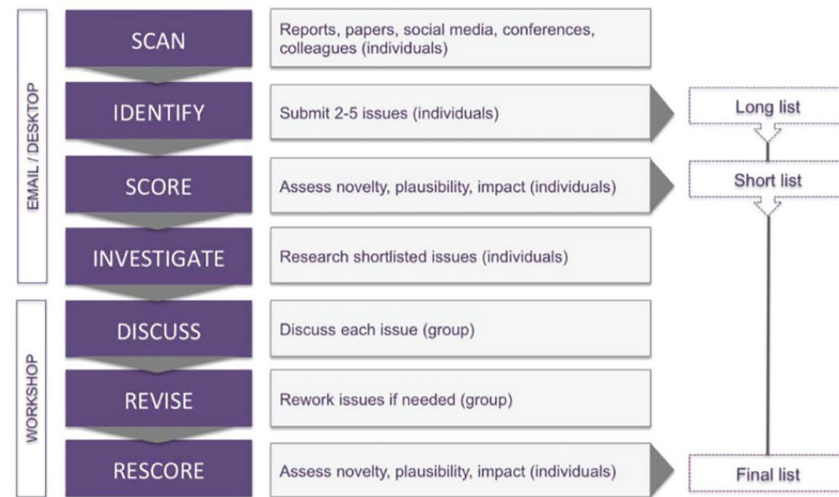 EMAIL / DESKTOP
SCAN
Reports, papers, social media, conferences,
colleagues (individuals)
IDENTIFY
Submit 2-5 issues (individuals)
Long list
SCORE
Assess novelty, plausibility, impact (individuals)
Short list
INVESTIGATE
Research shortlisted issues (individuals)
WORKSHOP
DISCUSS
Discuss each issue (group)
REVISE
Rework issues if needed (group)
RESCORE
Assess novelty, plausibility, impact (individuals)
Final list